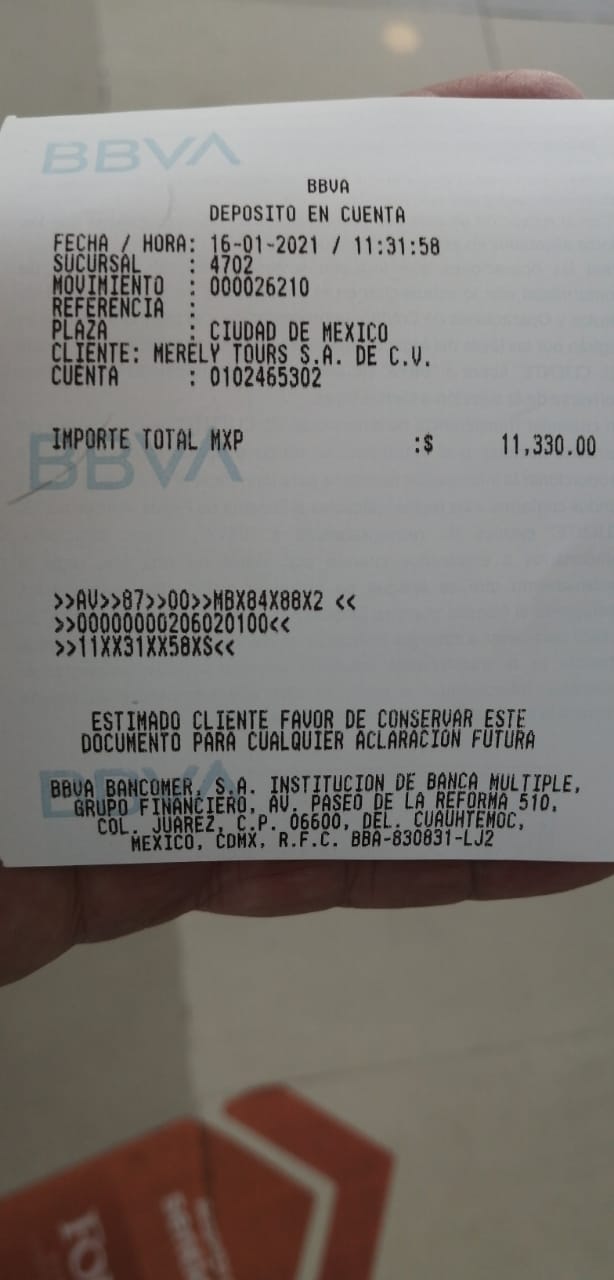 BBVA
BBVA
DEPOSITO EN CUENTA
FECHA / HORA: 16-01-2021 / 11:31:58
SUCURSAL : 4702
MOVIMIENTO : 000026210
REFERENCIA :
PLAZA : CIUDAD DE MEXICO
CLIENTE: MERELY TOURS S.A. DE C.V.
CUENTA : 0102465302
IMPORTE TOTAL MXP :$ 11,330.00
BBVA
>>AV>>87>>00>>MBX84X88X2 <<
>>00000000206020100<<
>>11XX31XX58XS<<
ESTIMADO CLIENTE FAVOR DE CONSERVAR ESTE
DOCUMENTO PARA CUALQUIER ACLARACION FUTURA
BBVA
BBVA BANCOMER, S.A. INSTITUCION DE BANCA MULTIPLE,
GRUPO FINANCIERO, AV. PASEO DE LA REFORMA 510,
COL. JUAREZ, C.P. 06600, DEL. CUAUHTEMOC,
MEXICO, CDMX, R.F.C. BBA-830831-LJ2